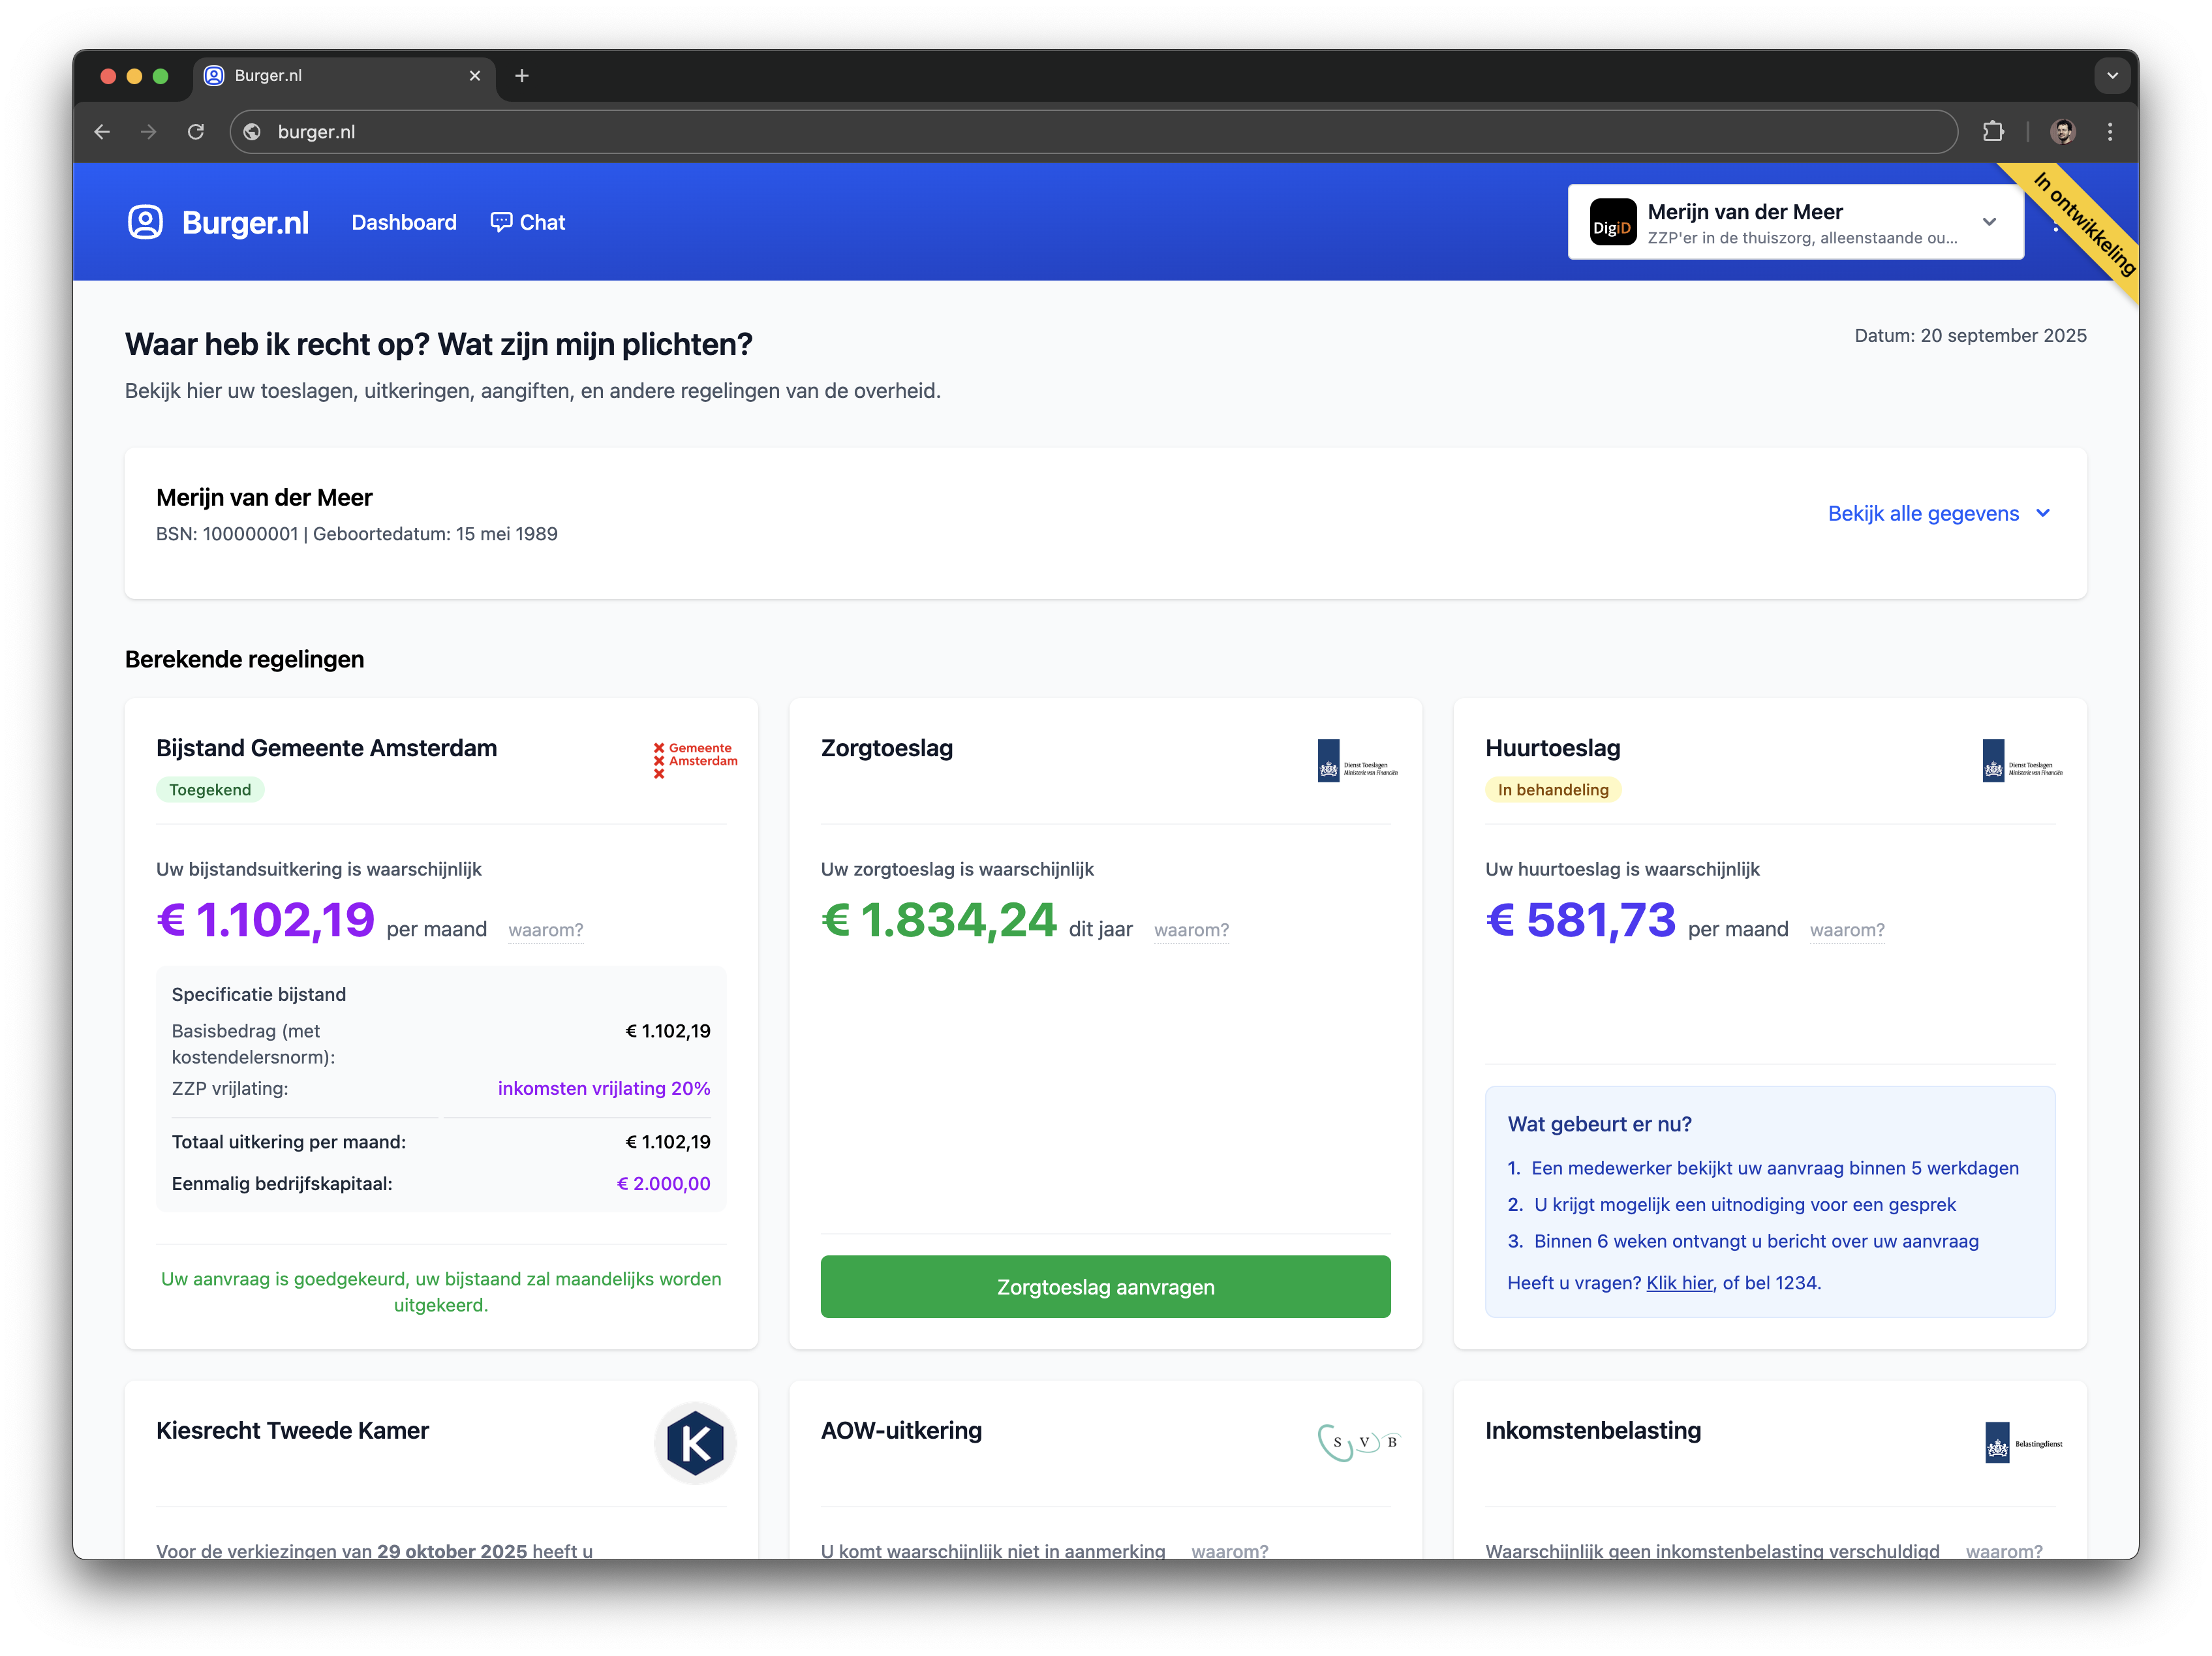 Burger.nl
burger.nl
Burger.nl
Dashboard
Chat
DigiD
Merijn van der Meer
ZZP'er in de thuiszorg, alleenstaande ou...
In ontwikkeling
Waar heb ik recht op? Wat zijn mijn plichten?
Datum: 20 september 2025
Bekijk hier uw toeslagen, uitkeringen, aangiften, en andere regelingen van de overheid.
Merijn van der Meer
BSN: 100000001 | Geboortedatum: 15 mei 1989
Bekijk alle gegevens
Berekende regelingen
Bijstand Gemeente Amsterdam
Gemeente
Amsterdam
Toegekend
Uw bijstandsuitkering is waarschijnlijk
€ 1.102,19 per maand waarom?
Specificatie bijstand
Basisbedrag (met
kostendelersnorm):
€ 1.102,19
ZZP vrijlating: inkomsten vrijlating 20%
Totaal uitkering per maand: € 1.102,19
Eenmalig bedrijfskapitaal: € 2.000,00
Uw aanvraag is goedgekeurd, uw bijstaand zal maandelijks worden
uitgekeerd.
Zorgtoeslag
Dienst Toeslagen
Ministerie van Financiën
Uw zorgtoeslag is waarschijnlijk
€ 1.834,24 dit jaar waarom?
Zorgtoeslag aanvragen
Huurtoeslag
Dienst Toeslagen
Ministerie van Financiën
In behandeling
Uw huurtoeslag is waarschijnlijk
€ 581,73 per maand waarom?
Wat gebeurt er nu?
1. Een medewerker bekijkt uw aanvraag binnen 5 werkdagen
2. U krijgt mogelijk een uitnodiging voor een gesprek
3. Binnen 6 weken ontvangt u bericht over uw aanvraag
Heeft u vragen? Klik hier, of bel 1234.
Kiesrecht Tweede Kamer
K
Voor de verkiezingen van 29 oktober 2025 heeft u
AOW-uitkering
SVB
U komt waarschijnlijk niet in aanmerking waarom?
Inkomstenbelasting
Belastingdienst
Waarschijnlijk geen inkomstenbelasting verschuldigd waarom?